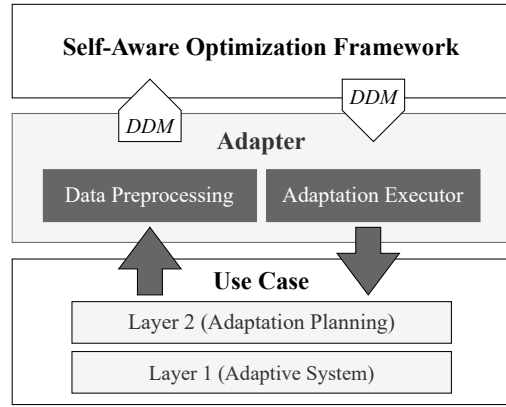 Self-Aware Optimization Framework
DDM
DDM
Adapter
Data Preprocessing
Adaptation Executor
Use Case
Layer 2 (Adaptation Planning)
Layer 1 (Adaptive System)